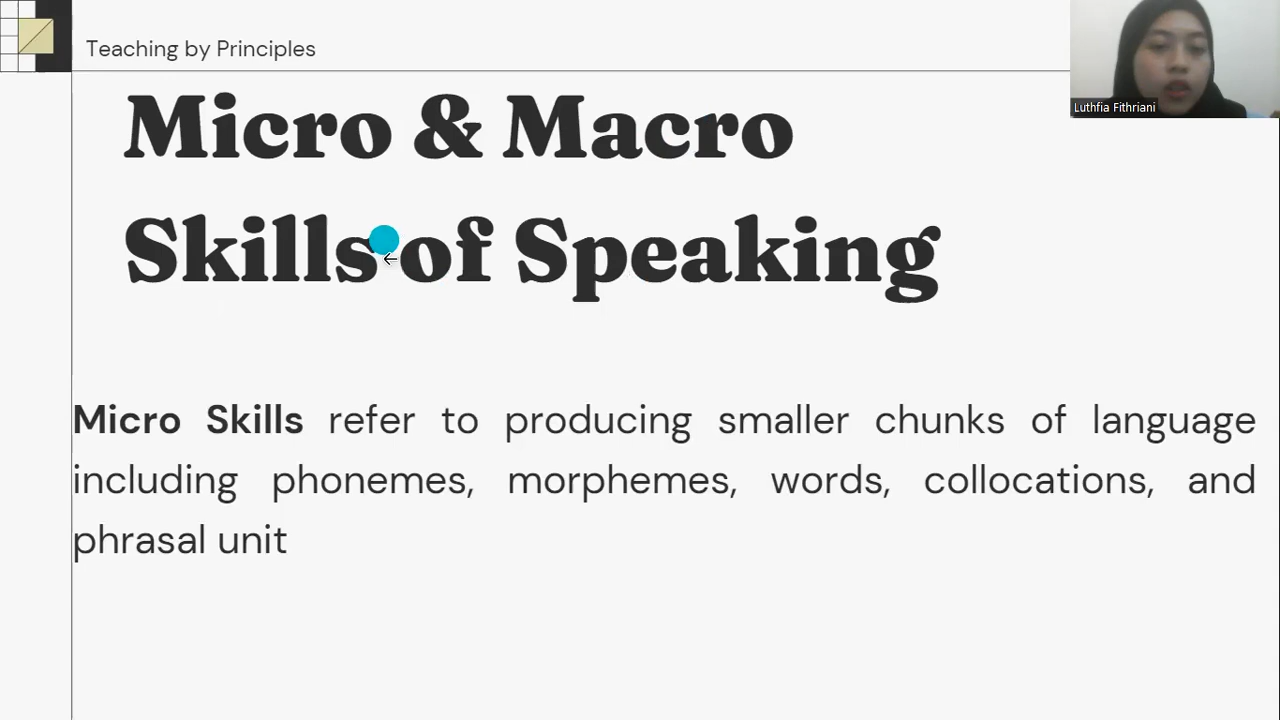 Teaching by Principles
Luthfia Fithriani
Micro & Macro
Skills of Speaking
Micro Skills refer to producing smaller chunks of language
including phonemes, morphemes, words, collocations, and
phrasal unit